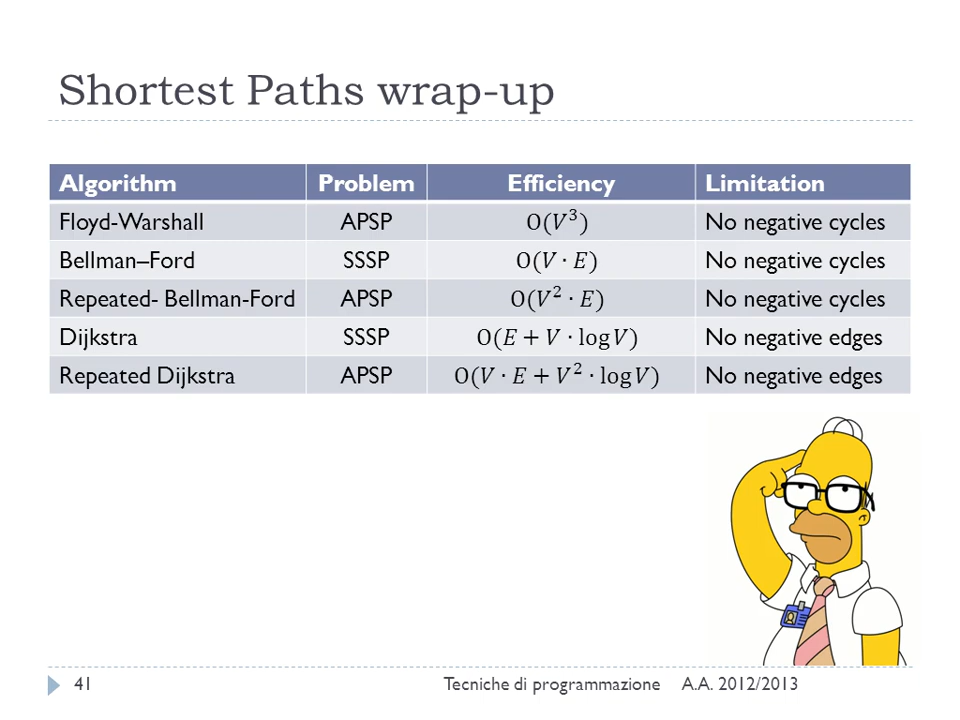 Shortest Paths wrap-up
Algorithm Problem Efficiency Limitation
Floyd-Warshall APSP O(V³) No negative cycles
Bellman–Ford SSSP O(V · E) No negative cycles
Repeated- Bellman-Ford APSP O(V² · E) No negative cycles
Dijkstra SSSP O(E + V · log V) No negative edges
Repeated Dijkstra APSP O(V · E + V² · log V) No negative edges
41 Tecniche di programmazione A.A. 2012/2013